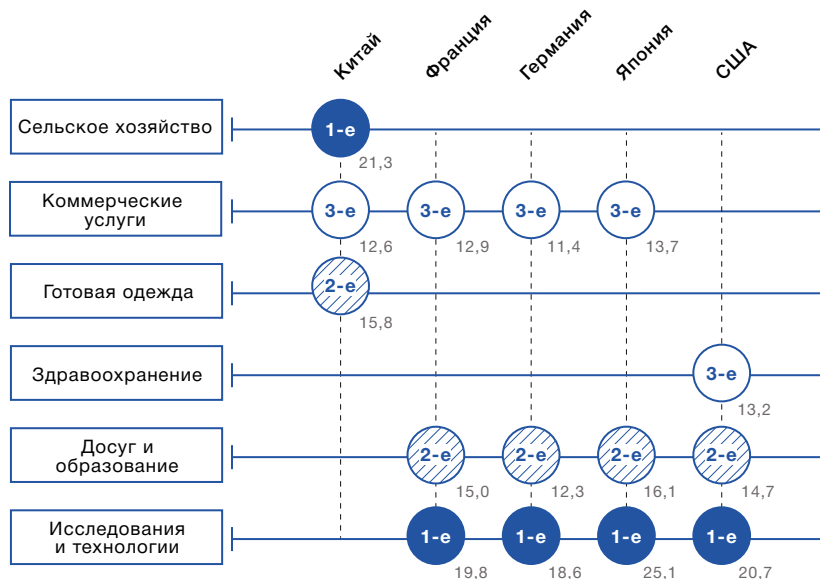 Китай
Франция
Германия
Япония
США
Сельское хозяйство
1-е
21,3
Коммерческие
услуги
3-е
3-е
3-е
3-е
12,6
12,9
11,4
13,7
Готовая одежда
2-е
15,8
Здравоохранение
3-е
13,2
Досуг и
образование
2-е
2-е
2-е
2-е
15,0
12,3
16,1
14,7
Исследования
и технологии
1-е
1-е
1-е
1-е
19,8
18,6
25,1
20,7